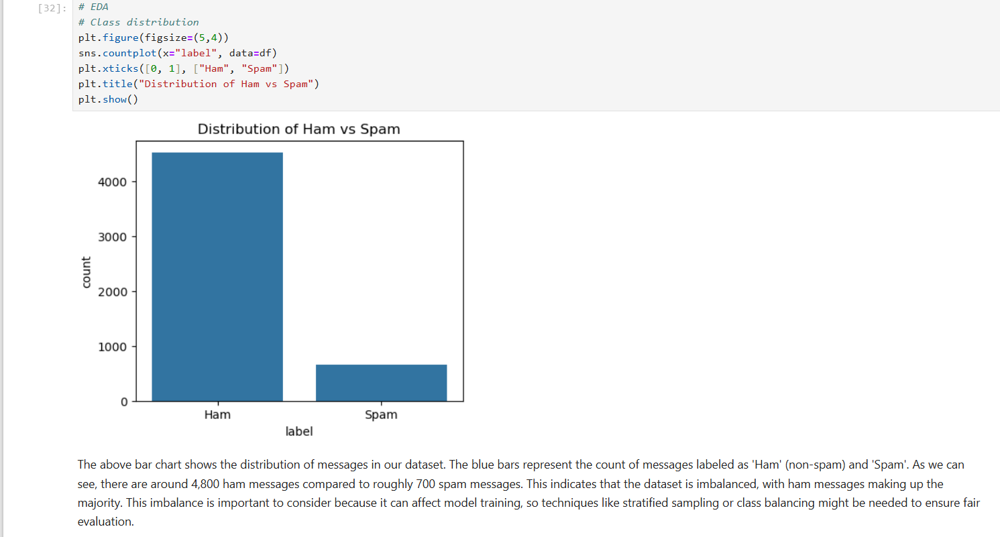 [32]: # EDA
# Class distribution
plt.figure(figsize=(5,4))
sns.countplot(x="label", data=df)
plt.xticks([0, 1], ["Ham", "Spam"])
plt.title("Distribution of Ham vs Spam")
plt.show()
Distribution of Ham vs Spam
4000
3000
2000
1000
0
count
Ham Spam
label
The above bar chart shows the distribution of messages in our dataset. The blue bars represent the count of messages labeled as 'Ham' (non-spam) and 'Spam'. As we can
see, there are around 4,800 ham messages compared to roughly 700 spam messages. This indicates that the dataset is imbalanced, with ham messages making up the
majority. This imbalance is important to consider because it can affect model training, so techniques like stratified sampling or class balancing might be needed to ensure fair
evaluation.